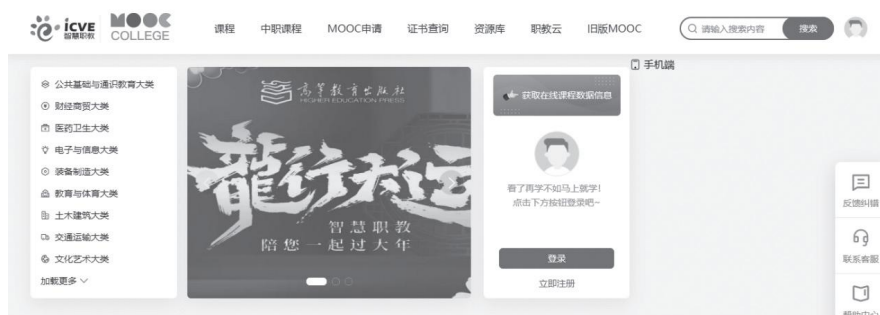 icve 智慧职教 MOOC COLLEGE 课程 中职课程 MOOC申请 证书查询 资源库 职教云 旧版MOOC 请输入搜索内容 搜索
手机端
公共基础与通识教育大类
财经商贸大类
医药卫生大类
电子与信息大类
装备制造大类
教育与体育大类
土木建筑大类
交通运输大类
文化艺术大类
加载更多
高等教育出版社
HIGHER EDUCATION PRESS
龍行大运
智慧职教
陪您一起过大年
获取在线课程数据信息
看了再学不如马上就学!
点击下方按钮登录吧~
登录
立即注册
反馈纠错
联系客服
帮助中心